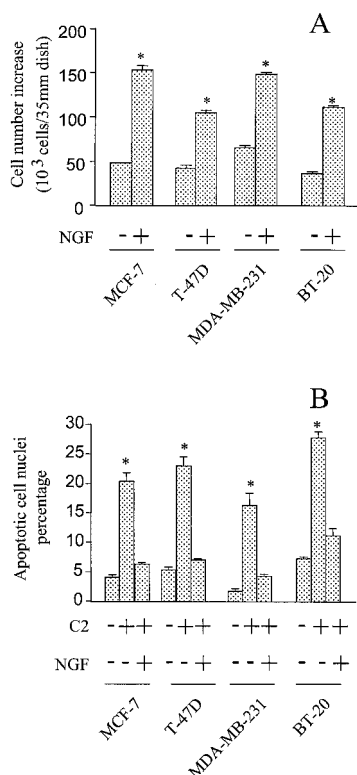 A
Cell number increase
(10³ cells/35mm dish)
200
150
100
50
0
NGF - + - + - + - +
MCF-7
T-47D
MDA-MB-231
BT-20
* * * *
B
Apoptotic cell nuclei
percentage
30
25
20
15
10
5
0
* * * *
C2 - + + - + + - + + - + +
NGF - - + - - + - - + - - +
MCF-7
T-47D
MDA-MB-231
BT-20